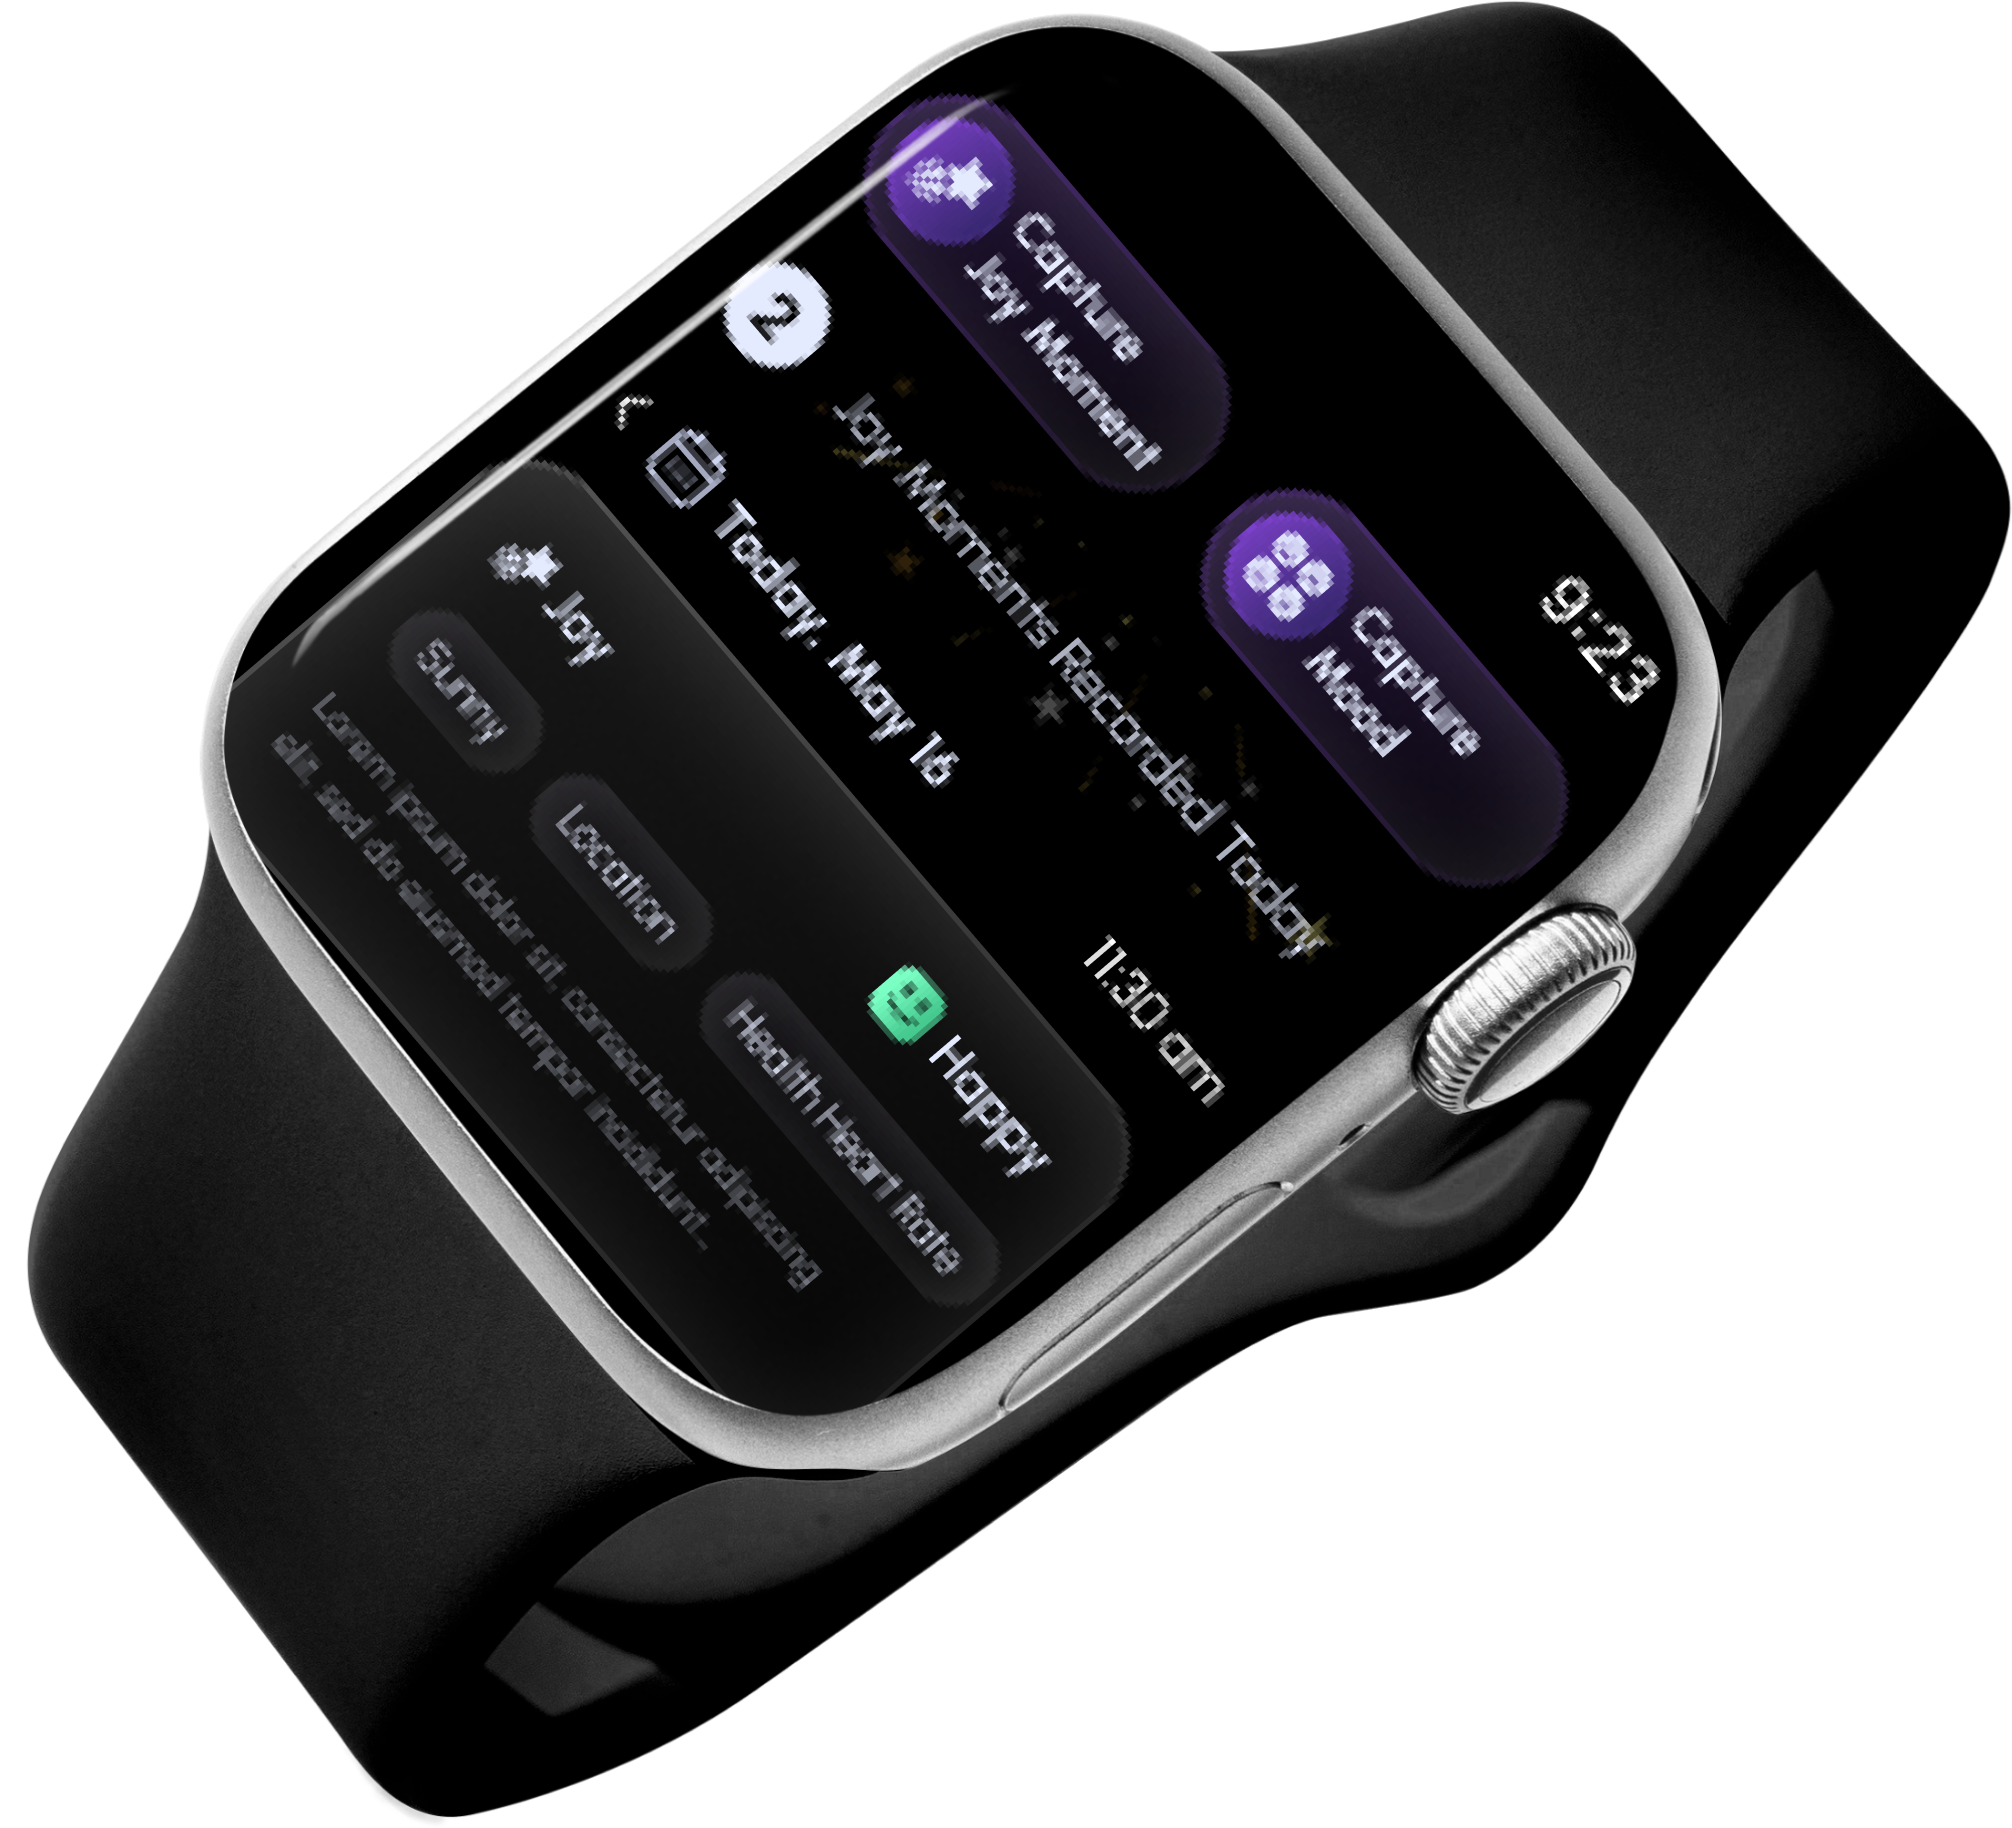 9:23
Capture
Joy Moment
Capture
Mood
2
Joy Moments Recorded Today
Today, May 16
11:30 am
Joy
Happy
Sunny
Location
Health Heart Rate
Lorem ipsum dolor sit, consectetur adipiscing
elit, sed do eiusmod tempor incididunt